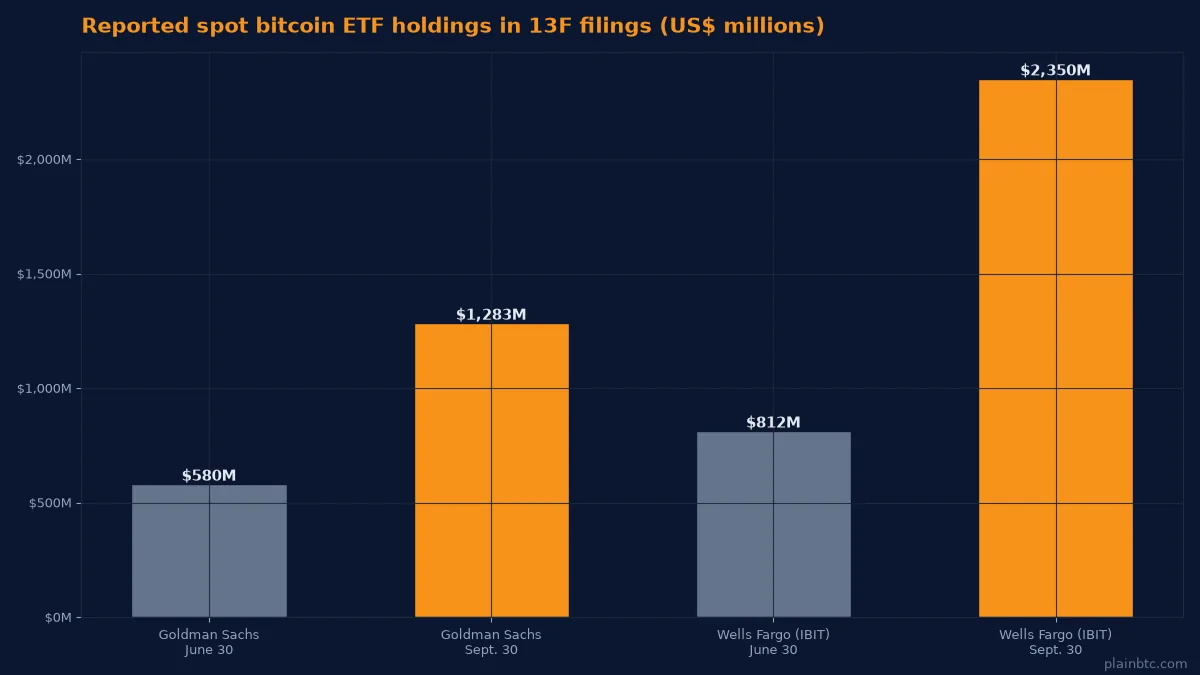 Reported spot bitcoin ETF holdings in 13F filings (US$ millions)
$2,350M
$2,000M
$1,500M
$1,283M
$1,000M
$812M
$580M
$500M
$0M
Goldman Sachs
June 30
Goldman Sachs
Sept. 30
Wells Fargo (IBIT)
June 30
Wells Fargo (IBIT)
Sept. 30
plainbtc.com